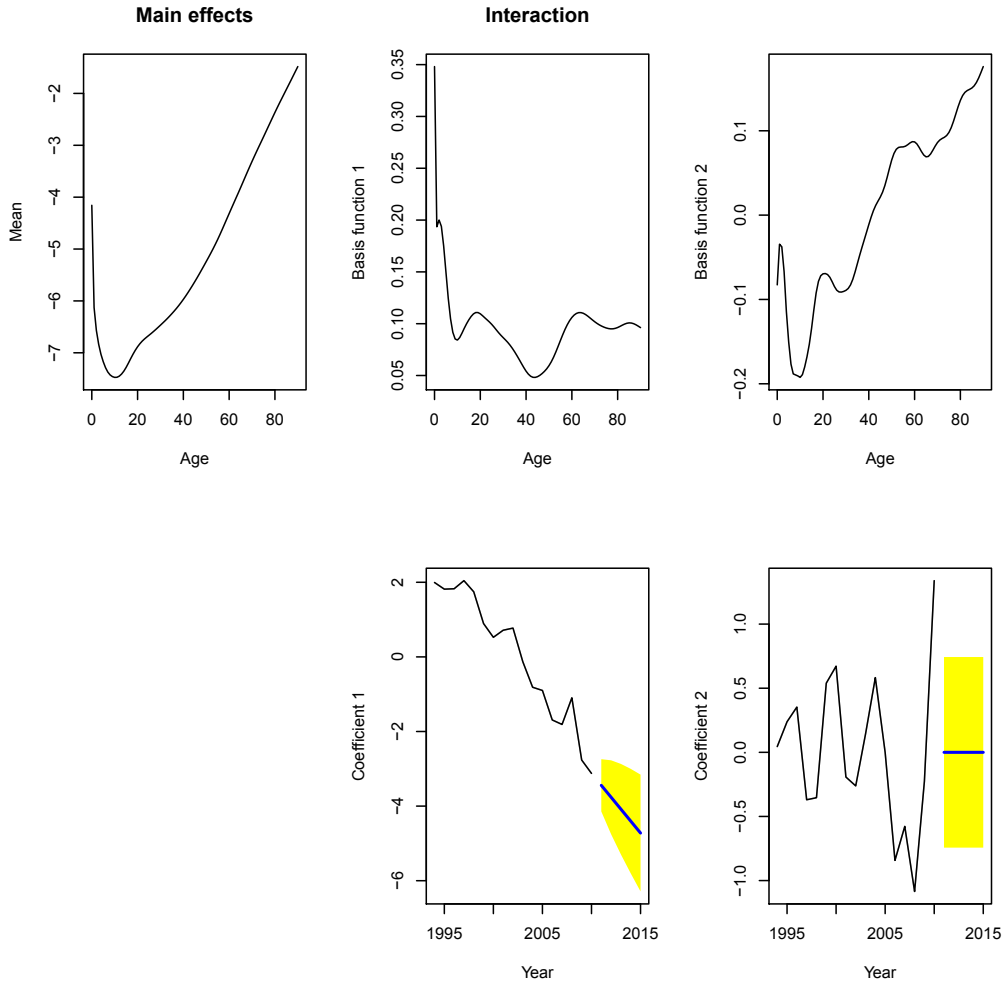 Main effects
Interaction
Mean
−2
−3
−4
−5
−6
−7
0 20 40 60 80
Age
Basis function 1
0.35
0.30
0.25
0.20
0.15
0.10
0.05
0 20 40 60 80
Age
Basis function 2
0.1
0.0
−0.1
−0.2
0 20 40 60 80
Age
Coefficient 1
2
0
−2
−4
−6
1995 2005 2015
Year
Coefficient 2
1.0
0.5
0.0
−0.5
−1.0
1995 2005 2015
Year